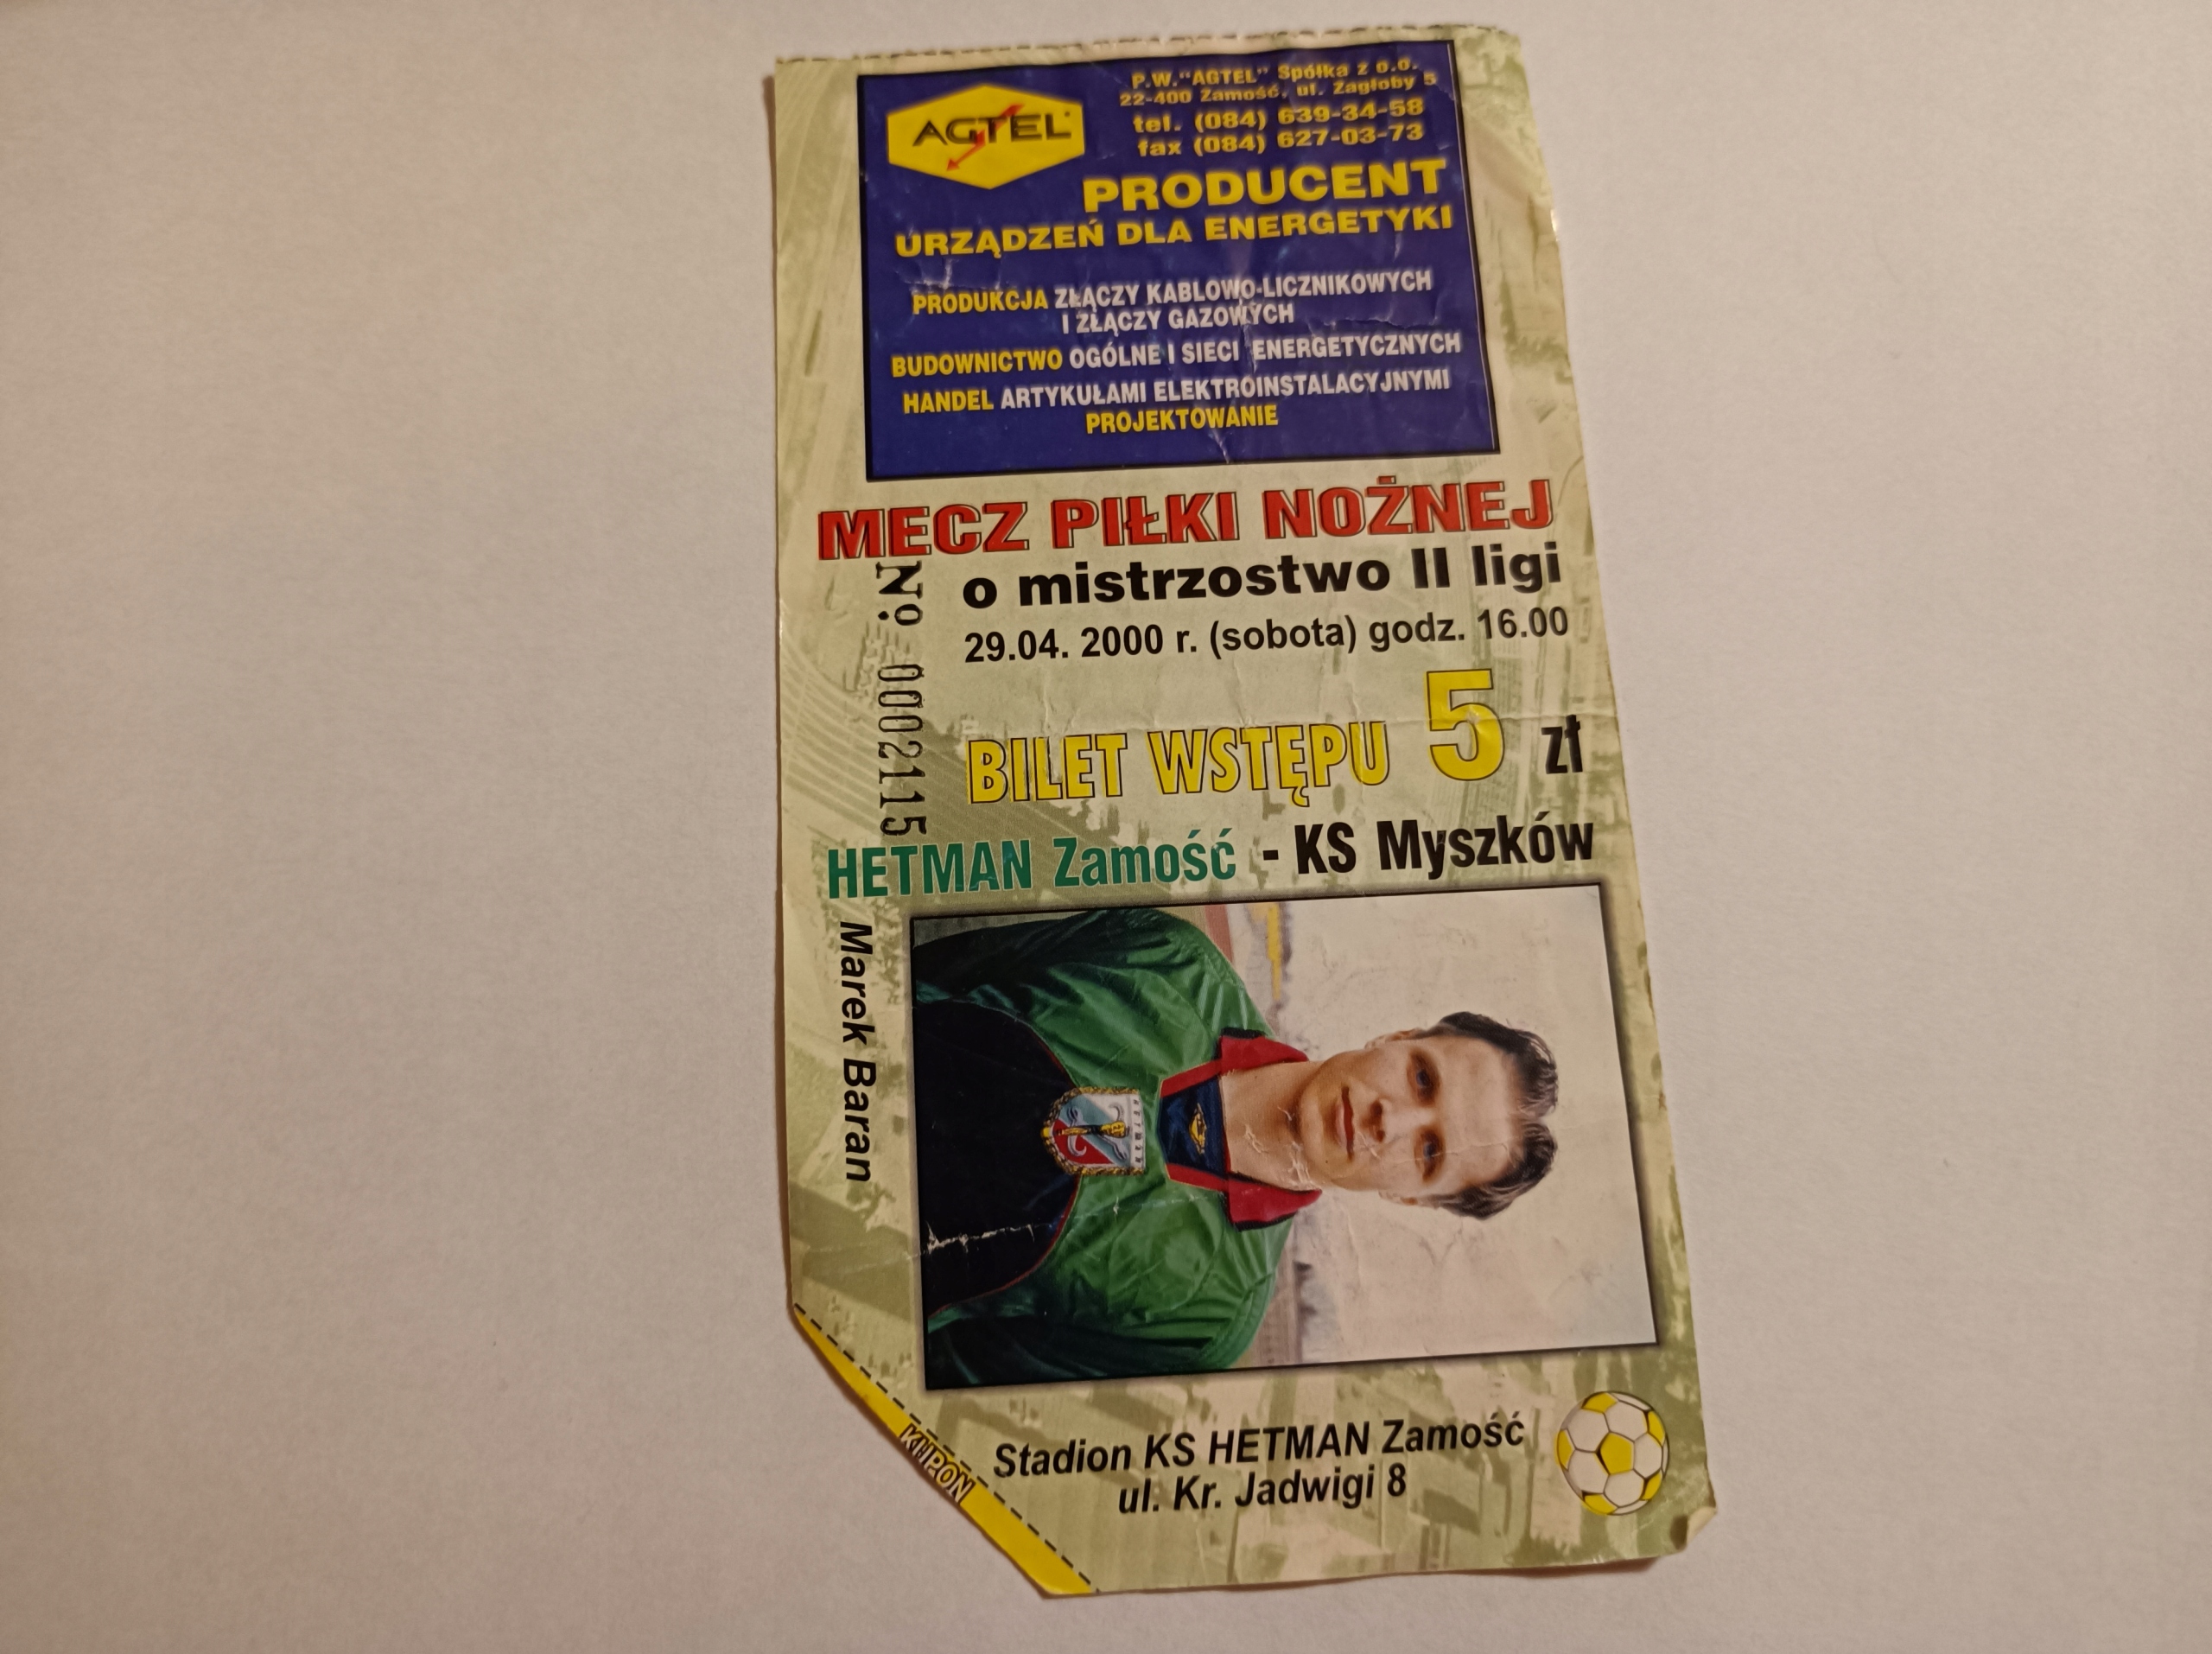 AGTEL
P.W."AGTEL" Spółka z o.o.
22-400 Zamość, ul. Zagłoby 5
tel. (084) 639-34-58
fax (084) 627-03-73
PRODUCENT
URZĄDZEŃ DLA ENERGETYKI
PRODUKCJA ZŁĄCZY KABLOWO-LICZNIKOWYCH
I ZŁĄCZY GAZOWYCH
BUDOWNICTWO OGÓLNE I SIECI ENERGETYCZNYCH
HANDEL ARTYKUŁAMI ELEKTROINSTALACYJNYMI
PROJEKTOWANIE
MECZ PIŁKI NOŻNEJ
o mistrzostwo II ligi
29.04. 2000 r. (sobota) godz. 16.00
Nº 0002115
BILET WSTĘPU 5 zł
HETMAN Zamość - KS Myszków
Marek Baran
HETMAN
KUPON
Stadion KS HETMAN Zamość
ul. Kr. Jadwigi 8